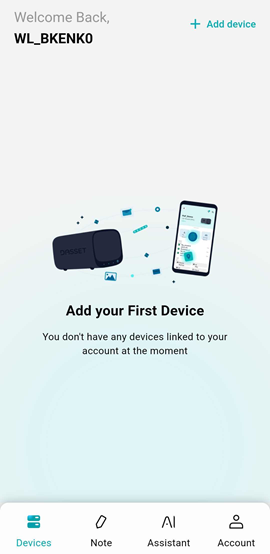 Welcome Back,
Add device
WL_BKENK0
Add your First Device
You don't have any devices linked to your
account at the moment
Devices
Note
Assistant
Account